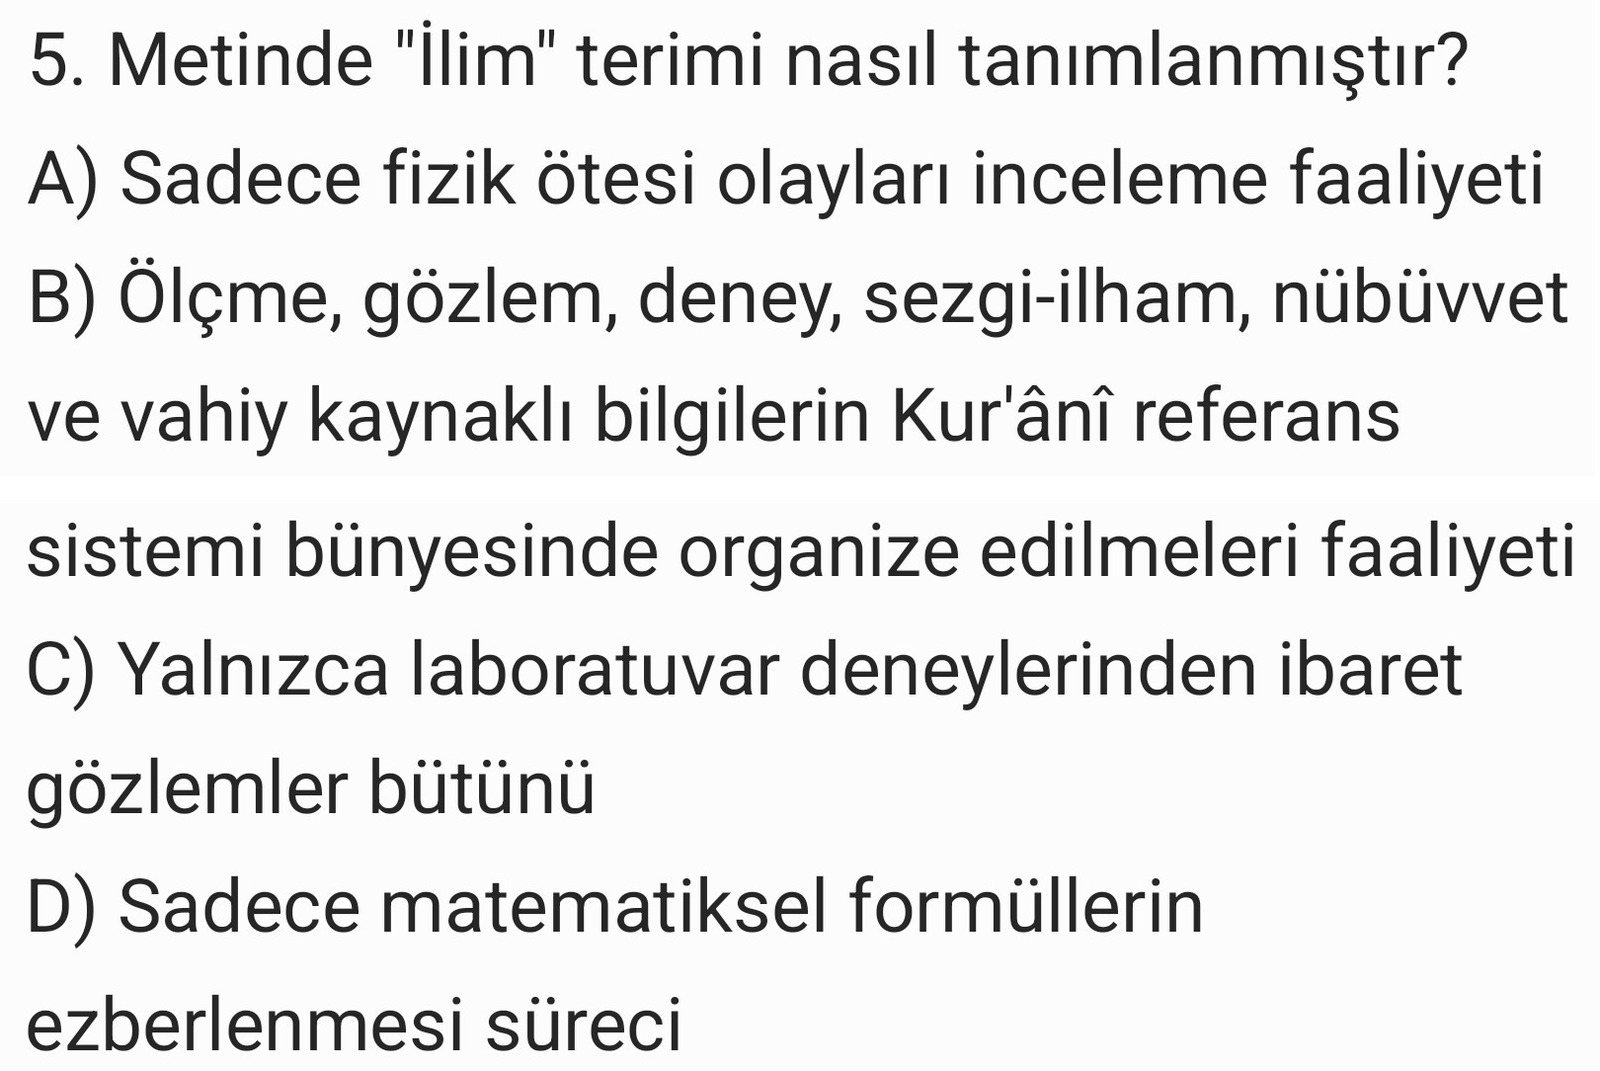 5. Metinde "İlim" terimi nasıl tanımlanmıştır?
A) Sadece fizik ötesi olayları inceleme faaliyeti
B) Ölçme, gözlem, deney, sezgi-ilham, nübüvvet
ve vahiy kaynaklı bilgilerin Kur'ânî referans
sistemi bünyesinde organize edilmeleri faaliyeti
C) Yalnızca laboratuvar deneylerinden ibaret
gözlemler bütünü
D) Sadece matematiksel formüllerin
ezberlenmesi süreci